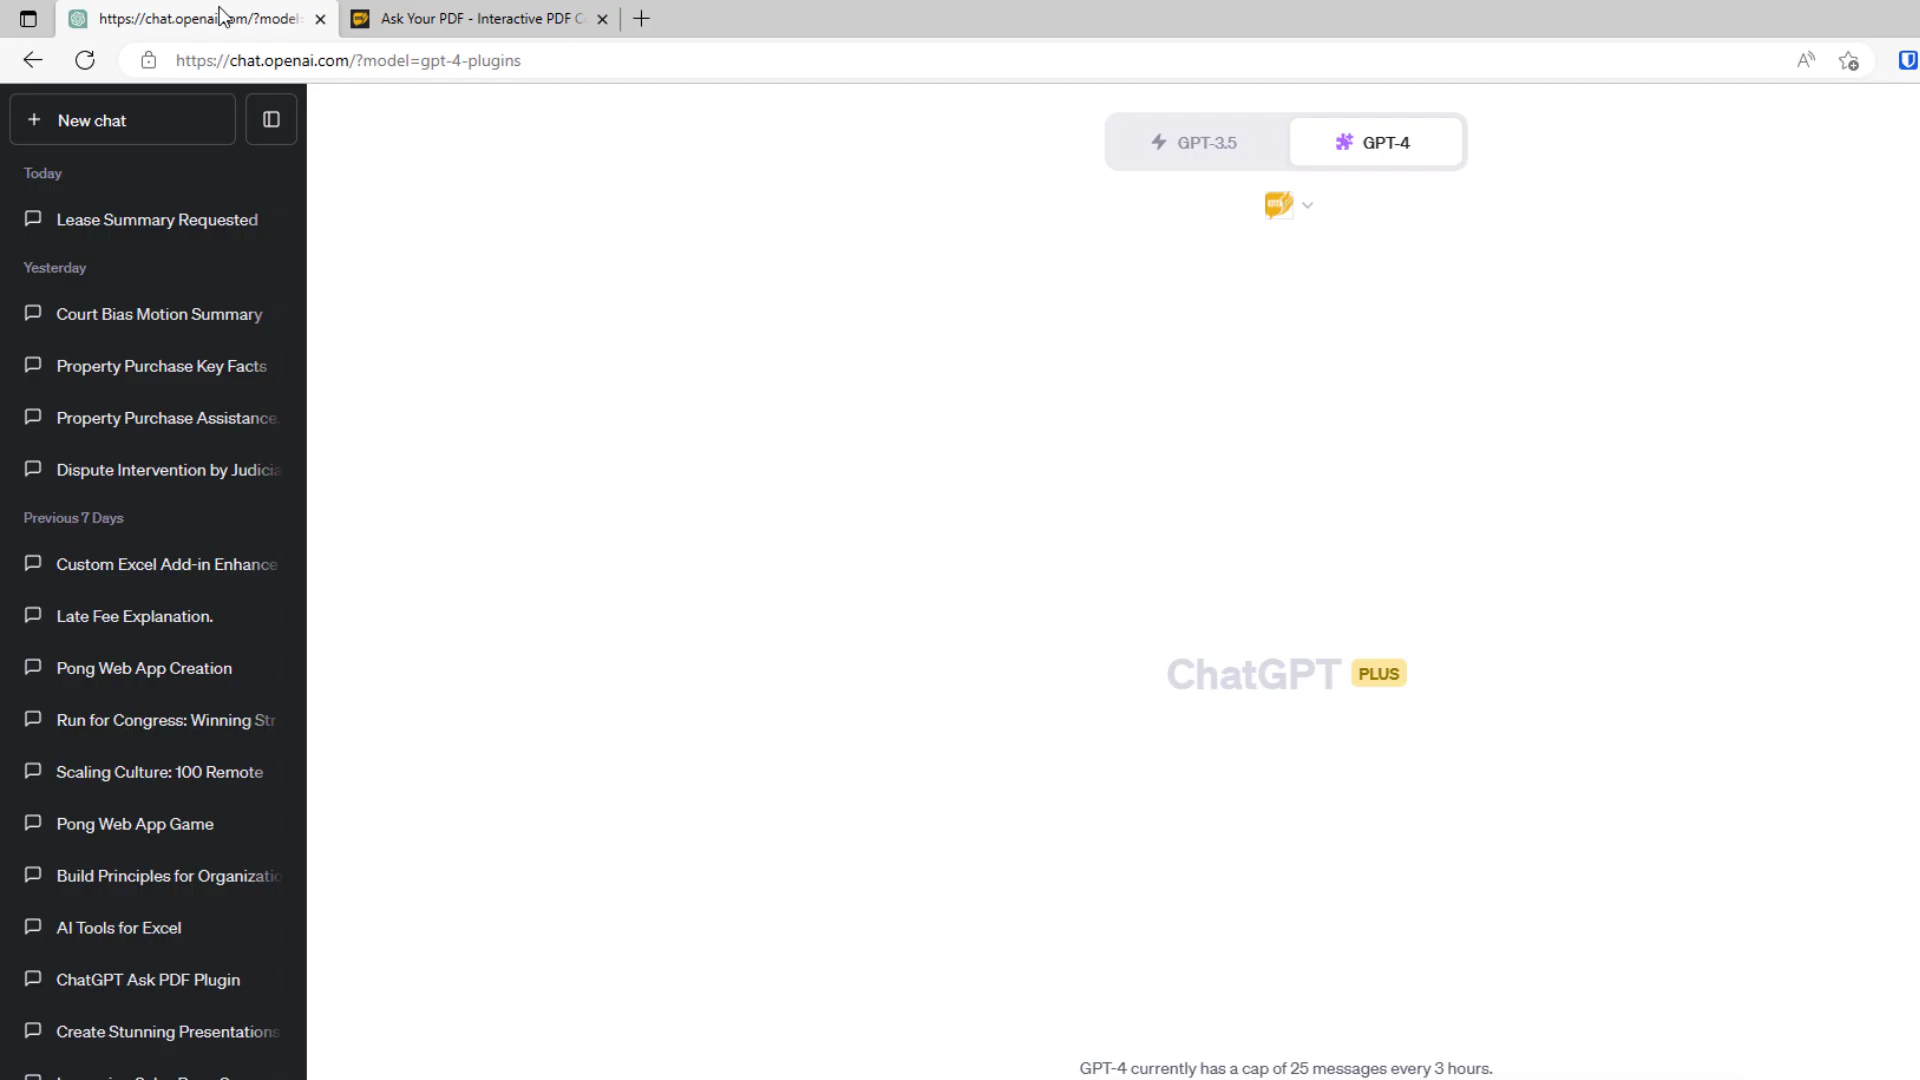 https://chat.openai.com/?model=
Ask Your PDF - Interactive PDF C
https://chat.openai.com/?model=gpt-4-plugins
New chat
GPT-3.5
GPT-4
Today
Lease Summary Requested
Yesterday
Court Bias Motion Summary
Property Purchase Key Facts
Property Purchase Assistance.
Dispute Intervention by Judicia
Previous 7 Days
Custom Excel Add-in Enhance
Late Fee Explanation.
Pong Web App Creation
ChatGPT PLUS
Run for Congress: Winning Str
Scaling Culture: 100 Remote
Pong Web App Game
Build Principles for Organizatio
AI Tools for Excel
ChatGPT Ask PDF Plugin
Create Stunning Presentations
GPT-4 currently has a cap of 25 messages every 3 hours.